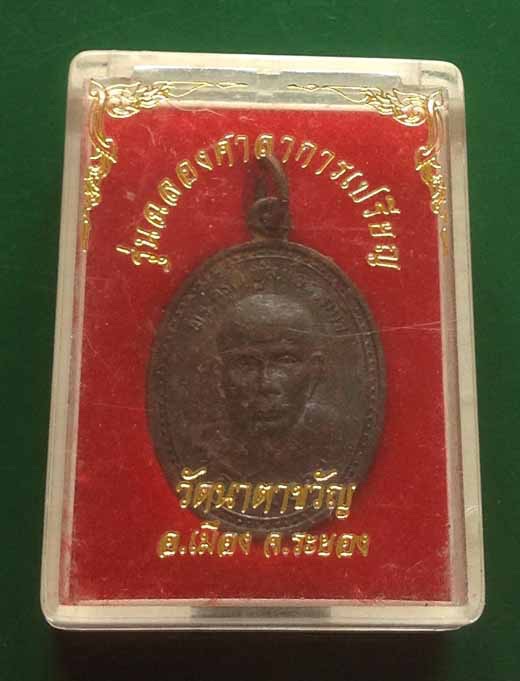 รุ่นฉลองศาลาการเปรียญ
วัดนาตาขวัญ
อ.เมือง จ.ระยอง